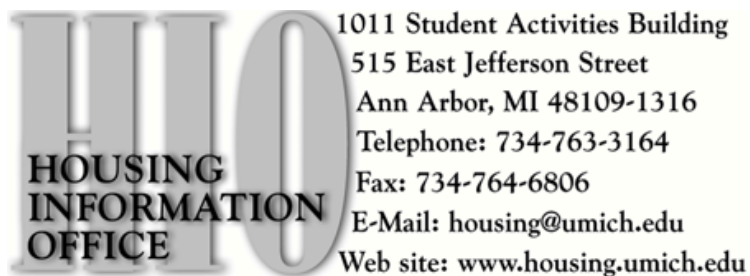 HIO
HOUSING
INFORMATION
OFFICE
1011 Student Activities Building
515 East Jefferson Street
Ann Arbor, MI 48109-1316
Telephone: 734-763-3164
Fax: 734-764-6806
E-Mail: housing@umich.edu
Web site: www.housing.umich.edu